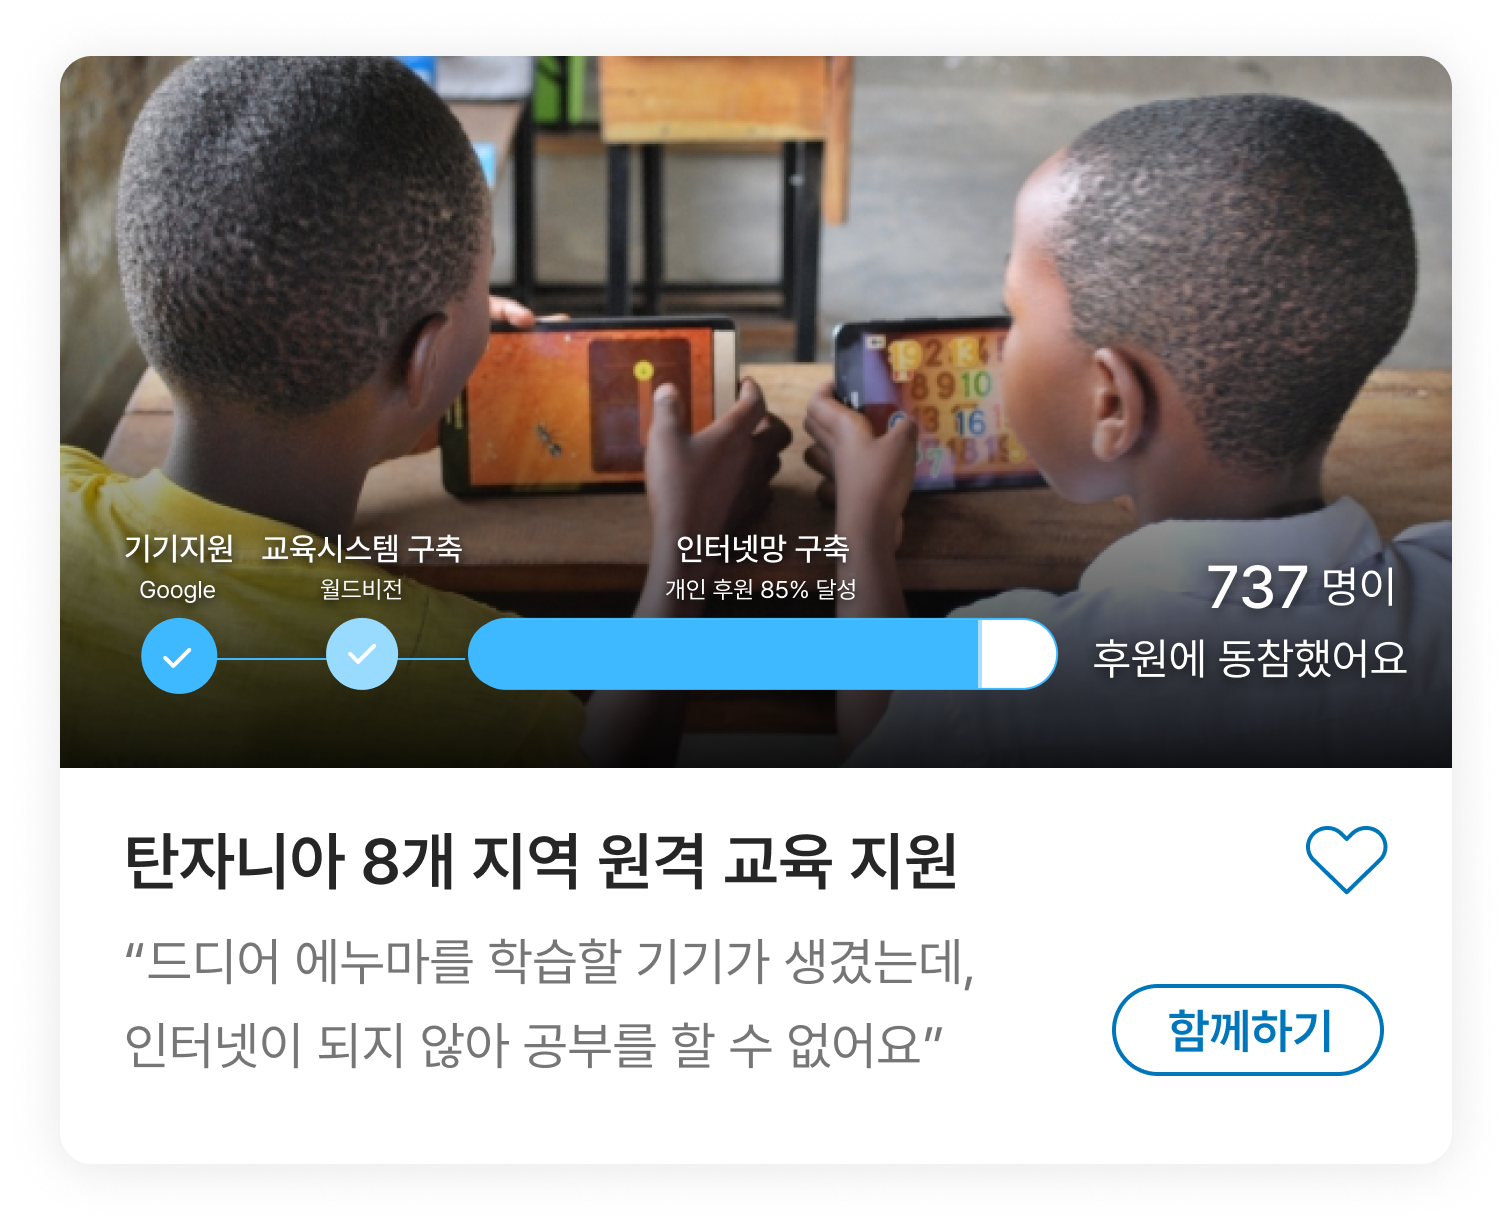 기기지원 교육시스템 구축 인터넷망 구축
Google 월드비전 개인 후원 85% 달성
737 명이
후원에 동참했어요
탄자니아 8개 지역 원격 교육 지원
“드디어 에누마를 학습할 기기가 생겼는데,
인터넷이 되지 않아 공부를 할 수 없어요”
함께하기